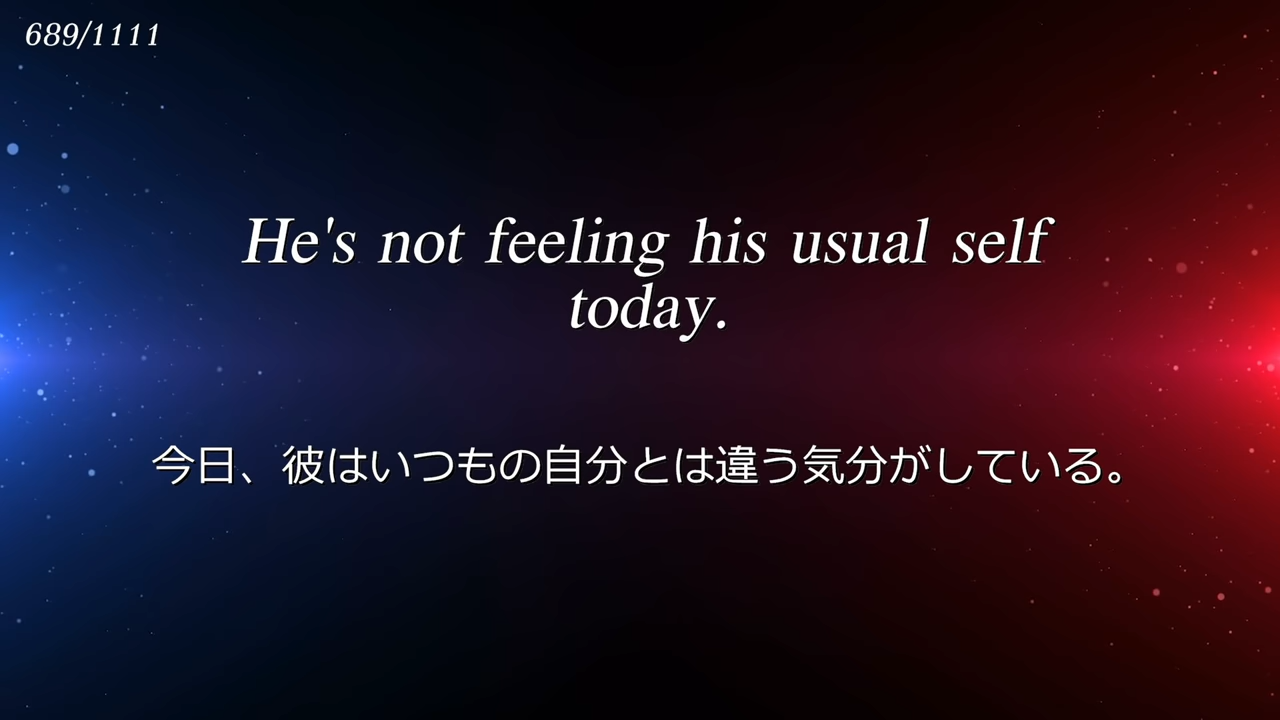 689/1111
He's not feeling his usual self
today.
今日、彼はいつもの自分とは違う気分がしている。